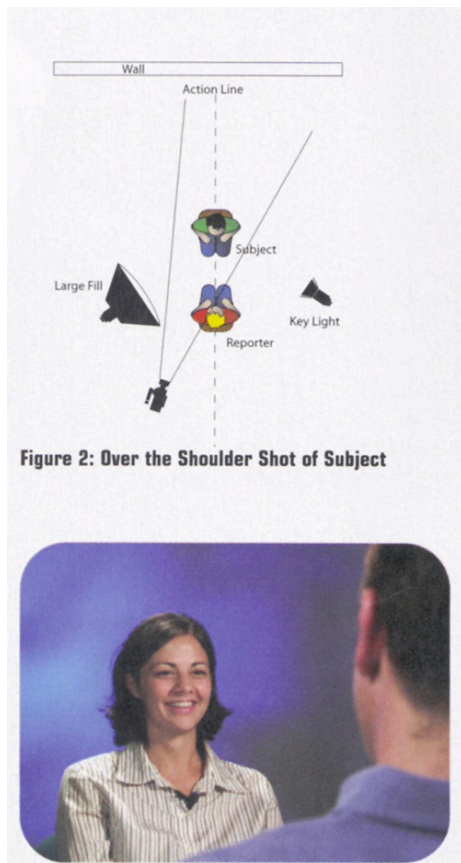 Wall
Action Line
Subject
Large Fill
Key Light
Reporter
Figure 2: Over the Shoulder Shot of Subject